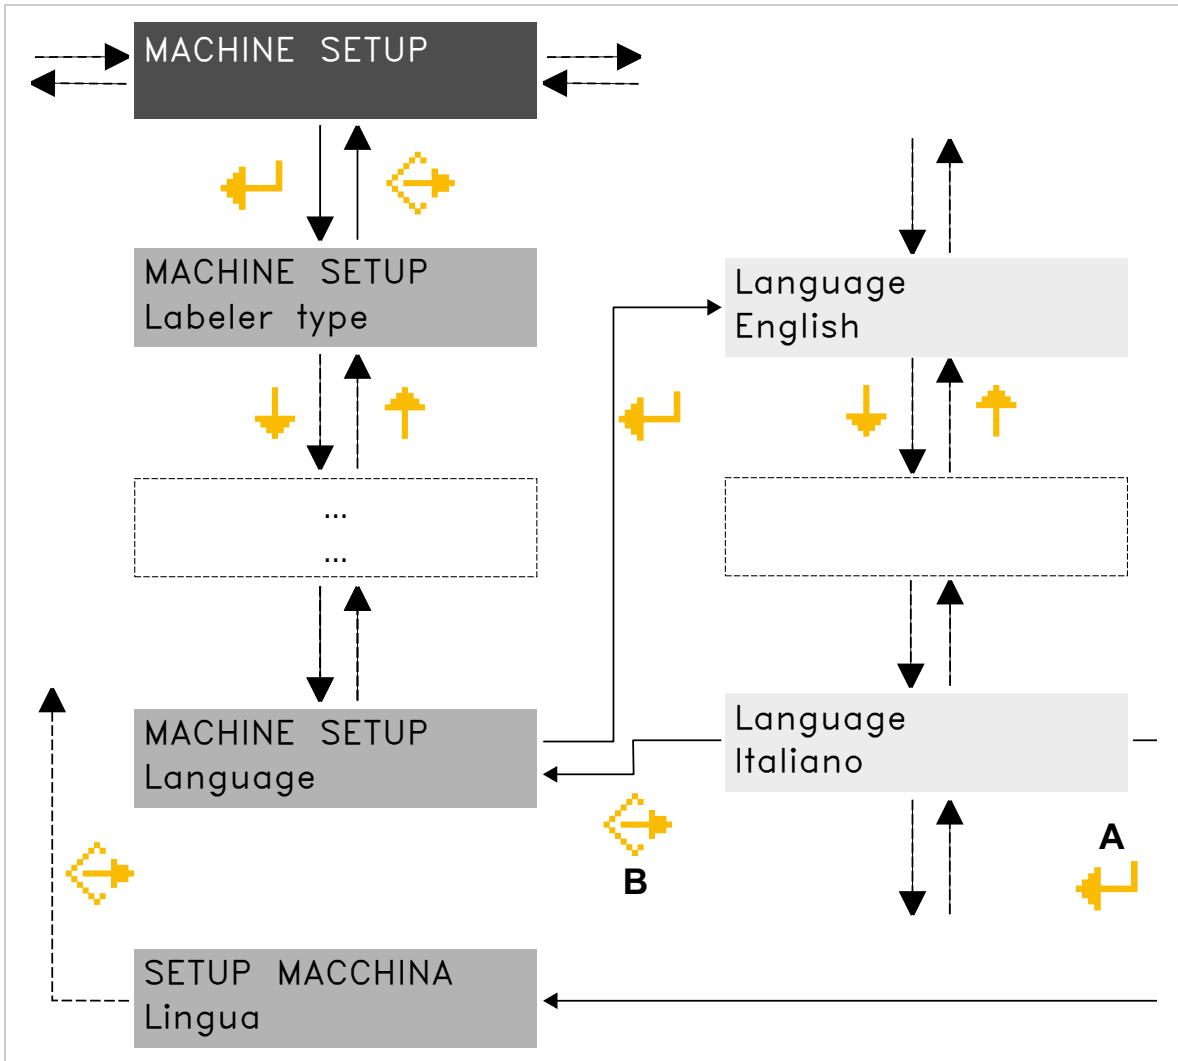 MACHINE SETUP
MACHINE SETUP
Labeler type
...
...
MACHINE SETUP
Language
SETUP MACCHINA
Lingua
Language
English
Language
Italiano
B
A